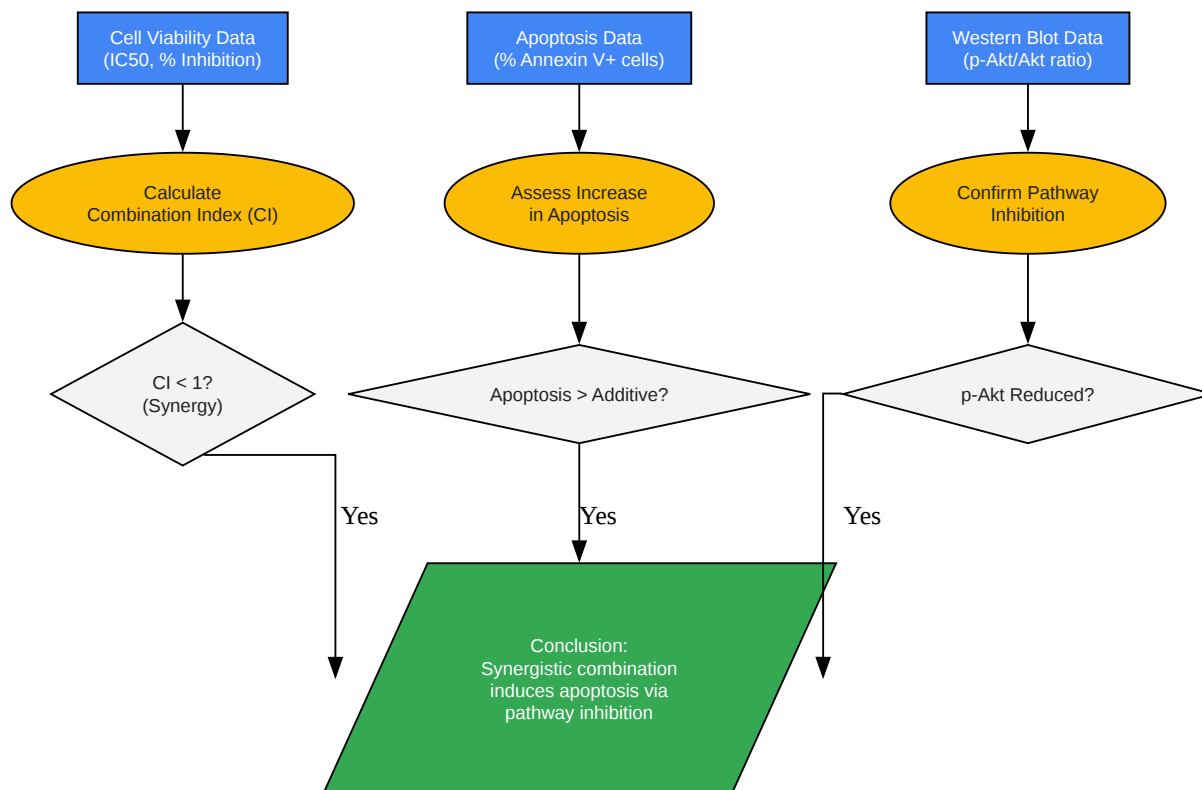 Cell Viability Data
(IC50, % Inhibition)
Apoptosis Data
(% Annexin V+ cells)
Western Blot Data
(p-Akt/Akt ratio)
Calculate
Combination Index (CI)
Assess Increase
in Apoptosis
Confirm Pathway
Inhibition
CI < 1?
(Synergy)
Apoptosis > Additive?
p-Akt Reduced?
Yes
Yes
Yes
Conclusion:
Synergistic combination
induces apoptosis via
pathway inhibition